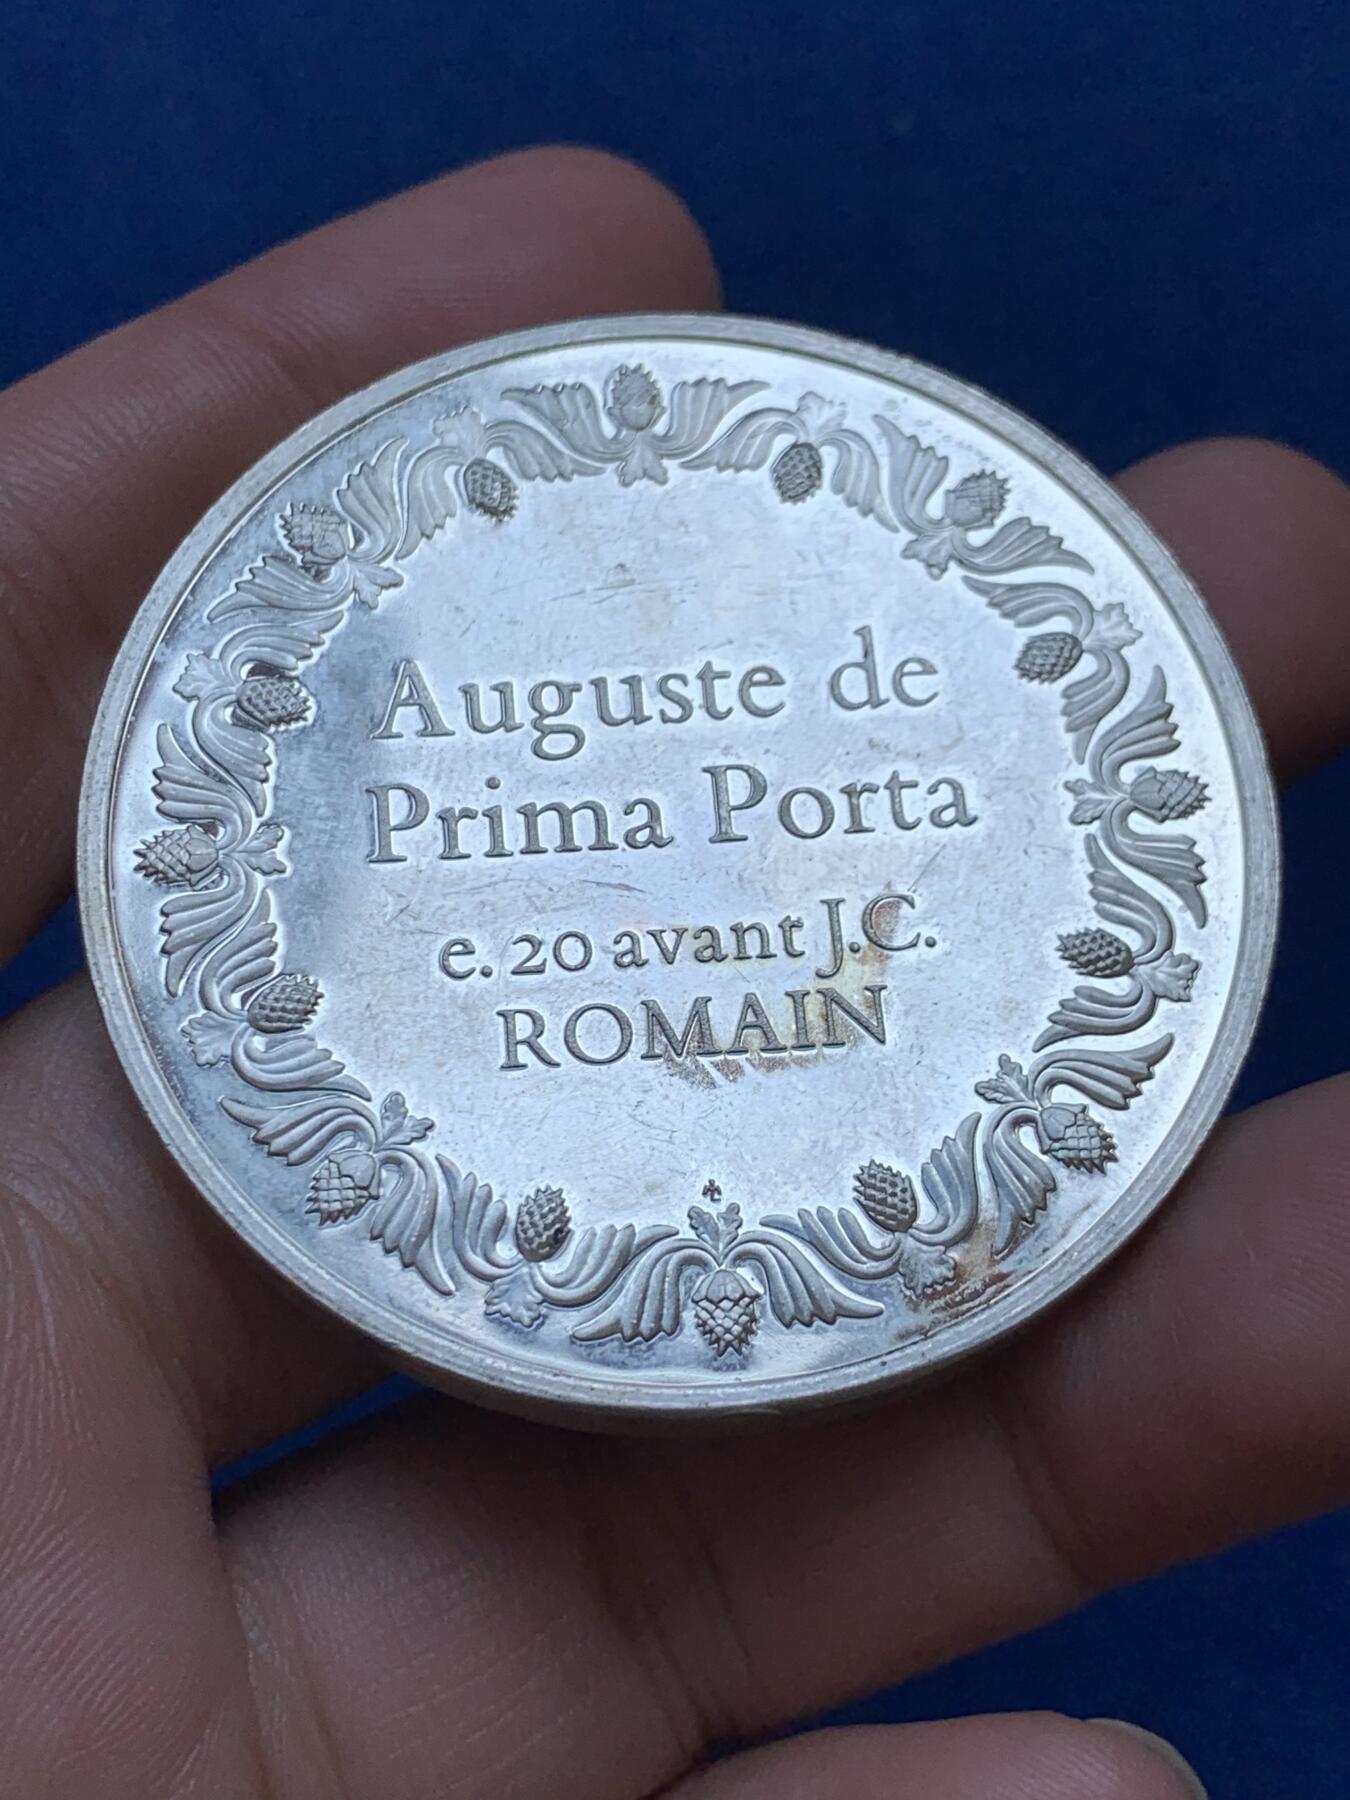 Auguste de
Prima Porta
e. 20 avant J.C.
ROMAIN